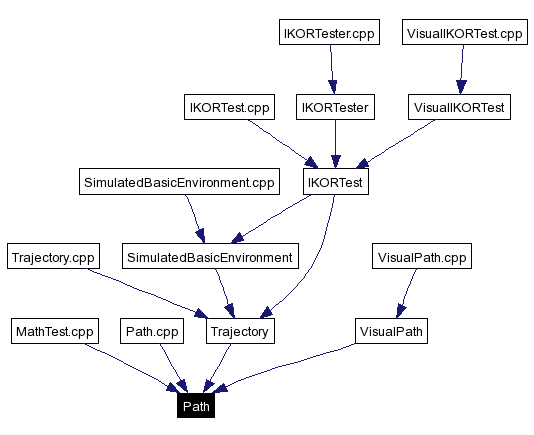 IKORTester.cpp
VisualIKORTest.cpp
IKORTest.cpp
IKORTester
VisualIKORTest
SimulatedBasicEnvironment.cpp
IKORTest
Trajectory.cpp
SimulatedBasicEnvironment
VisualPath.cpp
MathTest.cpp
Path.cpp
Trajectory
VisualPath
Path